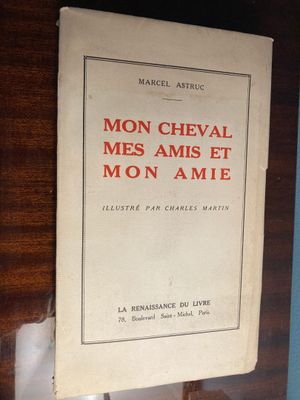 MARCEL ASTRUC
MON CHEVAL
MES AMIS ET
MON AMIE
ILLUSTRÉ PAR CHARLES MARTIN
LA RENAISSANCE DU LIVRE
78, Boulevard Saint-Michel, Paris.